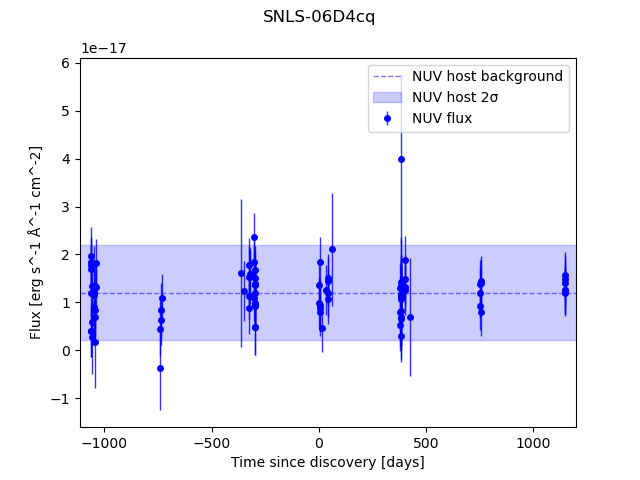 SNLS-06D4cq
1e−17
NUV host background
NUV host 2σ
NUV flux
6
5
4
3
2
1
0
−1
Flux [erg s^-1 Å^-1 cm^-2]
−1000
−500
0
500
1000
Time since discovery [days]